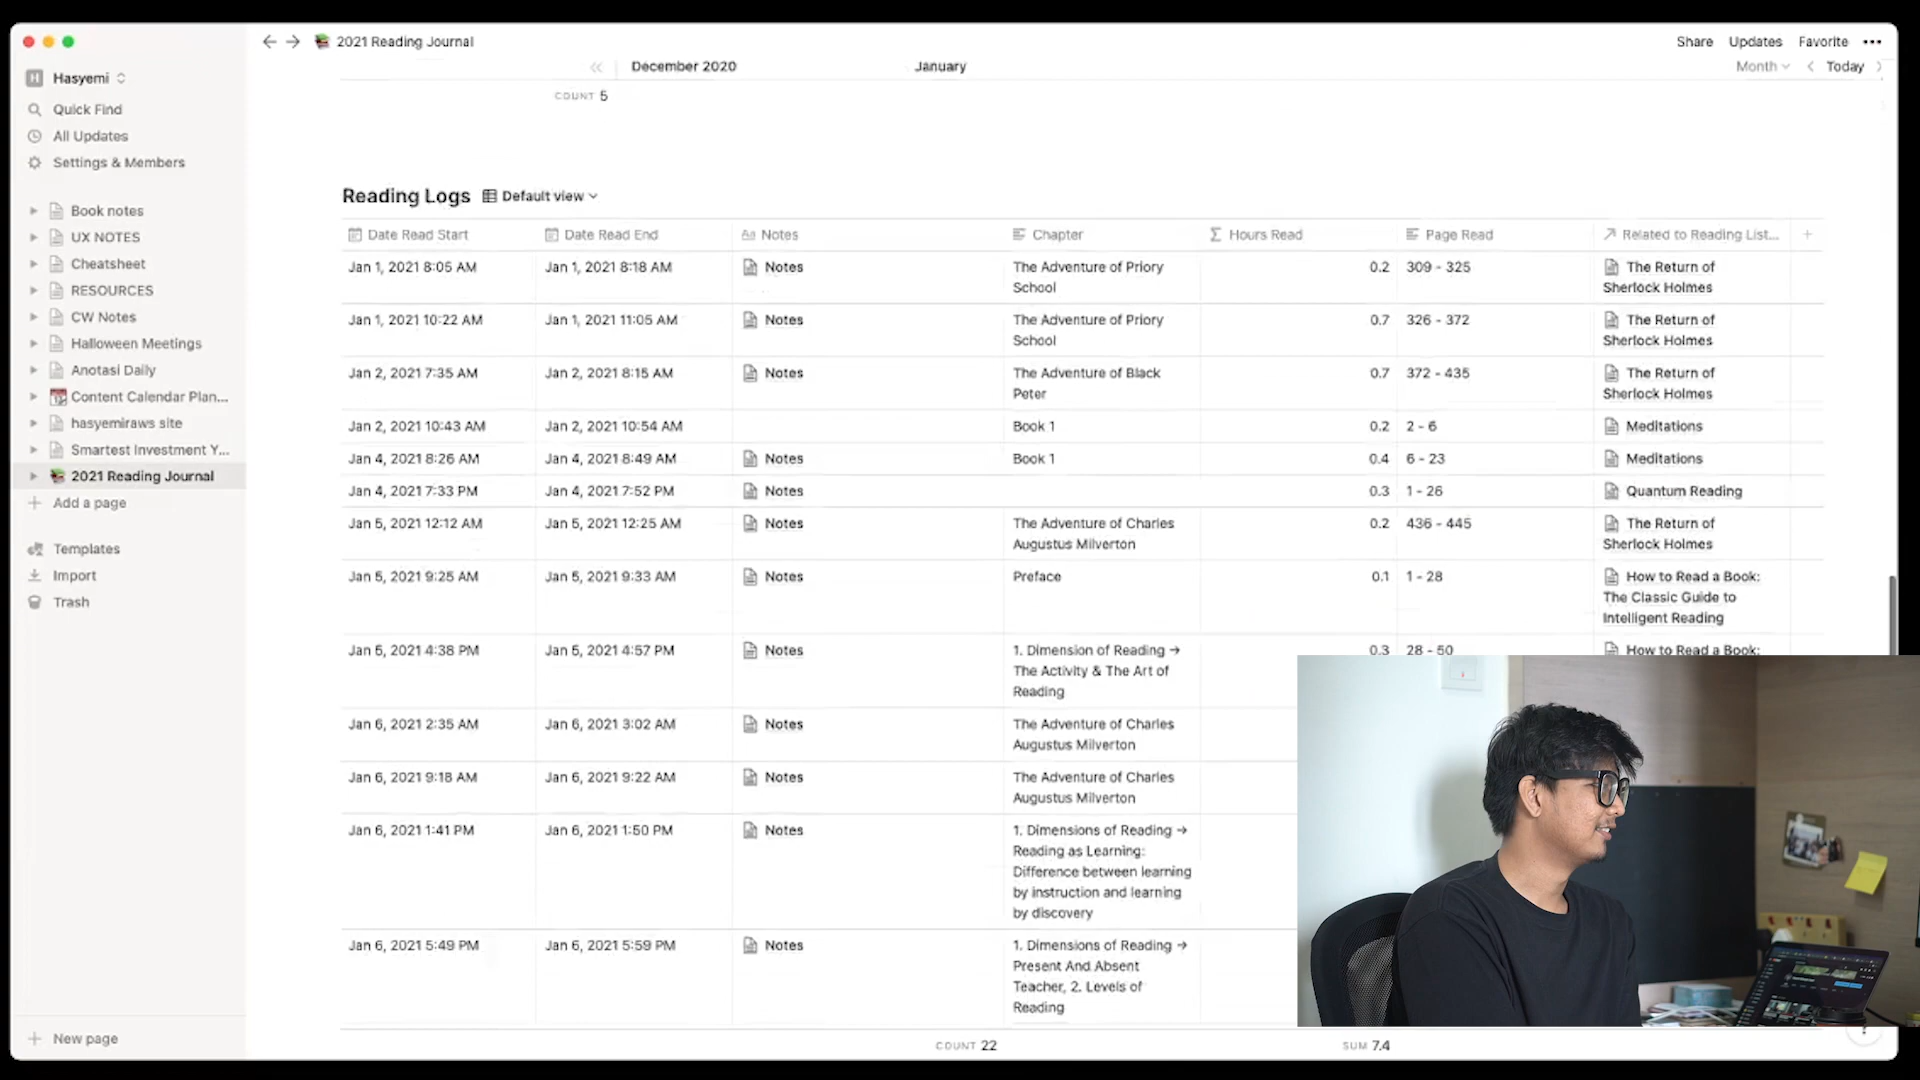 2021 Reading Journal
Share Updates Favorite
H Hasyemi
Quick Find
All Updates
Settings & Members
Book notes
UX NOTES
Cheatsheet
RESOURCES
CW Notes
Halloween Meetings
Anotasi Daily
Content Calendar Plan...
hasyemiraws site
Smartest Investment Y...
2021 Reading Journal
Add a page
Templates
Import
Trash
New page
December 2020 January Month Today
COUNT 5
Reading Logs Default view
Date Read Start Date Read End Aa Notes Chapter Σ Hours Read Page Read Related to Reading List...
Jan 1, 2021 8:05 AM Jan 1, 2021 8:18 AM Notes The Adventure of Priory 0.2 309 - 325 The Return of
School Sherlock Holmes
Jan 1, 2021 10:22 AM Jan 1, 2021 11:05 AM Notes The Adventure of Priory 0.7 326 - 372 The Return of
School Sherlock Holmes
Jan 2, 2021 7:35 AM Jan 2, 2021 8:15 AM Notes The Adventure of Black 0.7 372 - 435 The Return of
Peter Sherlock Holmes
Jan 2, 2021 10:43 AM Jan 2, 2021 10:54 AM Book 1 0.2 2 - 6 Meditations
Jan 4, 2021 8:26 AM Jan 4, 2021 8:49 AM Notes Book 1 0.4 6 - 23 Meditations
Jan 4, 2021 7:33 PM Jan 4, 2021 7:52 PM Notes 0.3 1 - 26 Quantum Reading
Jan 5, 2021 12:12 AM Jan 5, 2021 12:25 AM Notes The Adventure of Charles 0.2 436 - 445 The Return of
Augustus Milverton Sherlock Holmes
Jan 5, 2021 9:25 AM Jan 5, 2021 9:33 AM Notes Preface 0.1 1 - 28 How to Read a Book:
The Classic Guide to
Intelligent Reading
Jan 5, 2021 4:38 PM Jan 5, 2021 4:57 PM Notes 1. Dimension of Reading → 0.3 28 - 50 How to Read a Book:
The Activity & The Art of
Reading
Jan 6, 2021 2:35 AM Jan 6, 2021 3:02 AM Notes The Adventure of Charles
Augustus Milverton
Jan 6, 2021 9:18 AM Jan 6, 2021 9:22 AM Notes The Adventure of Charles
Augustus Milverton
Jan 6, 2021 1:41 PM Jan 6, 2021 1:50 PM Notes 1. Dimensions of Reading →
Reading as Learning:
Difference between learning
by instruction and learning
by discovery
Jan 6, 2021 5:49 PM Jan 6, 2021 5:59 PM Notes 1. Dimensions of Reading →
Present And Absent
Teacher, 2. Levels of
Reading
COUNT 22 SUM 7.4